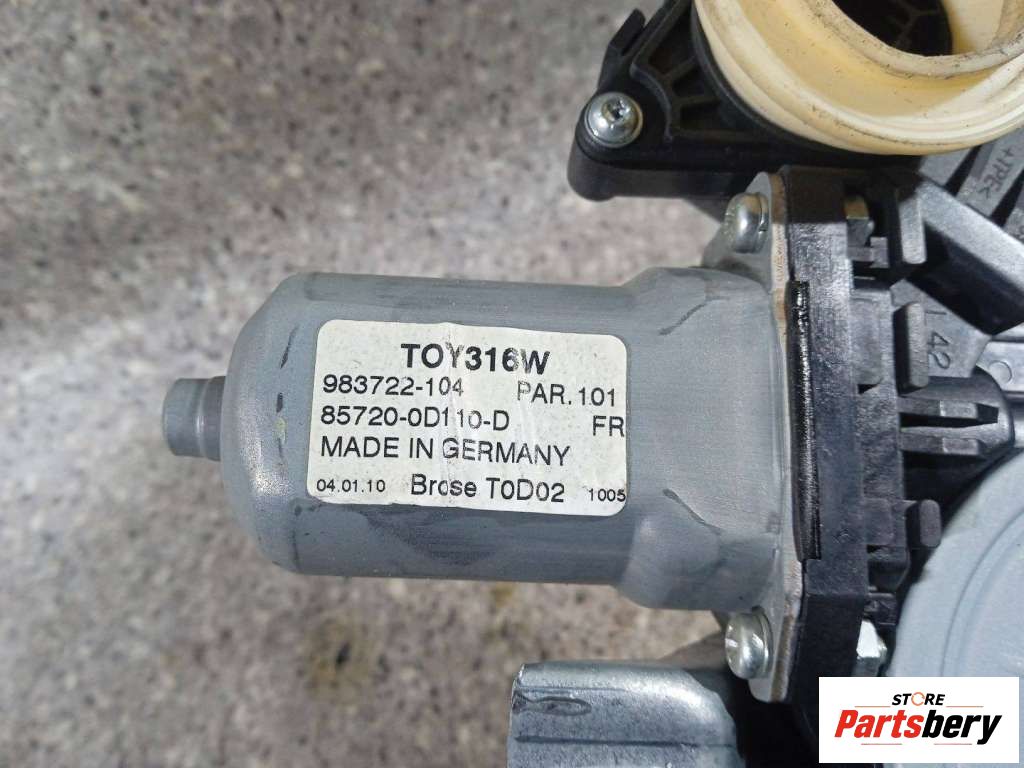 TOY316W
983722-104 PAR.101
85720-0D110-D FR
MADE IN GERMANY
04.01.10 Brose T0D02 1005
42
STORE
Partsbery